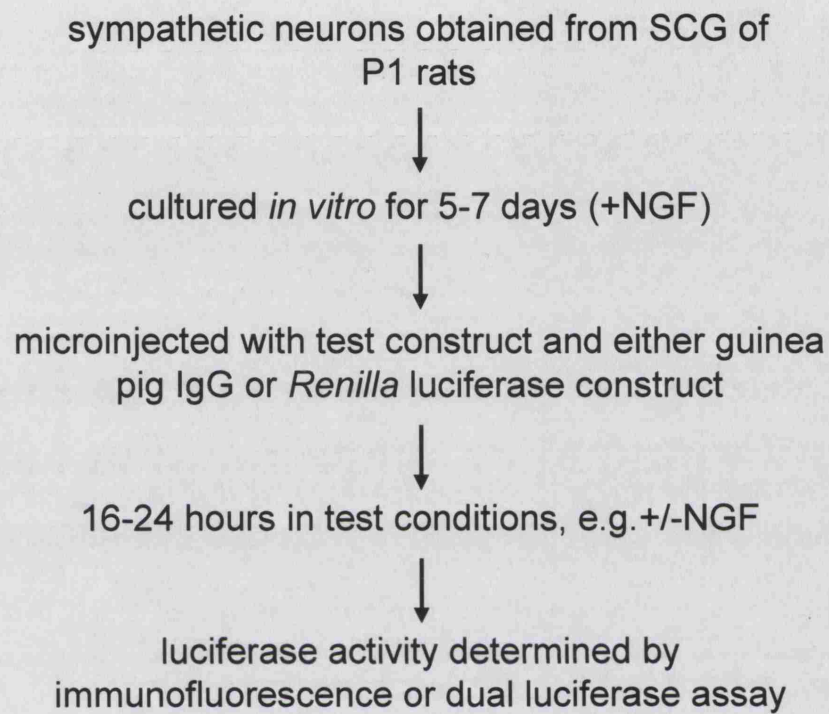 sympathetic neurons obtained from SCG of
P1 rats
cultured in vitro for 5-7 days (+NGF)
microinjected with test construct and either guinea
pig IgG or Renilla luciferase construct
16-24 hours in test conditions, e.g.+/-NGF
luciferase activity determined by
immunofluorescence or dual luciferase assay